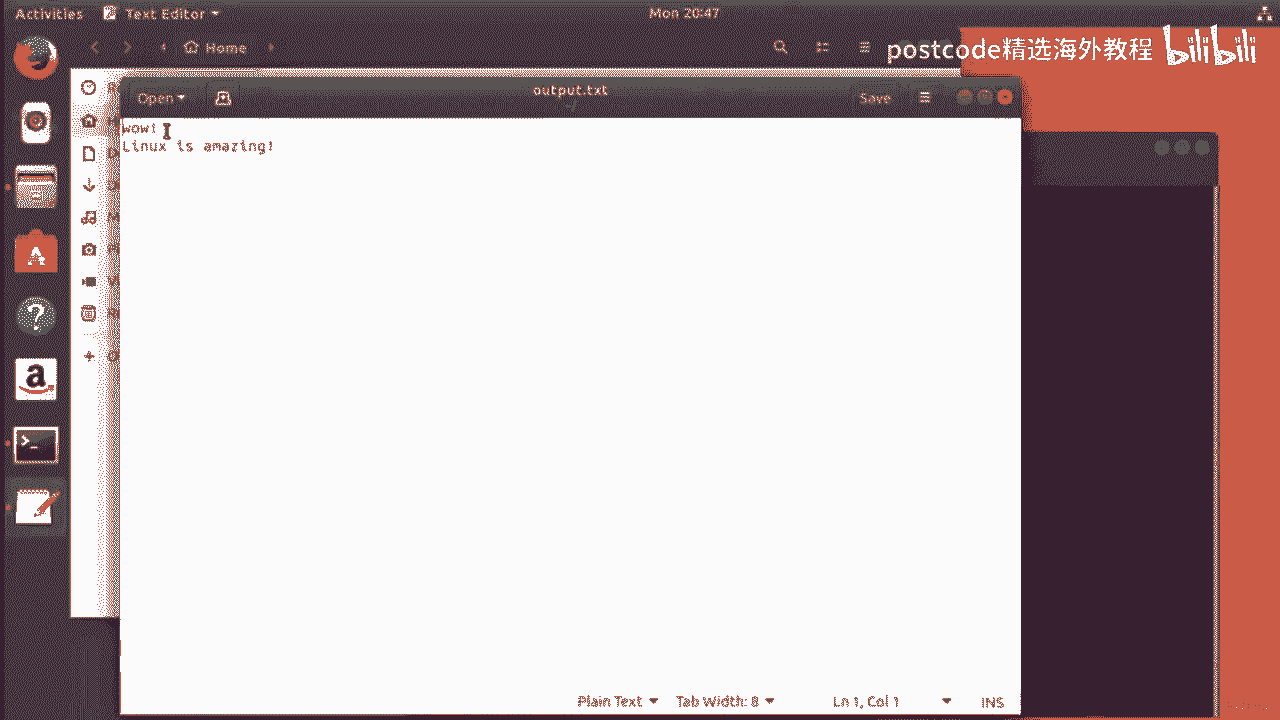 Activities Text Editor Mon 20:47
Home
postcode精选海外教程 bilibili
Open output.txt Save
wow!
Linux is amazing!
Plain Text Tab Width: 8 Ln 1, Col 1 INS